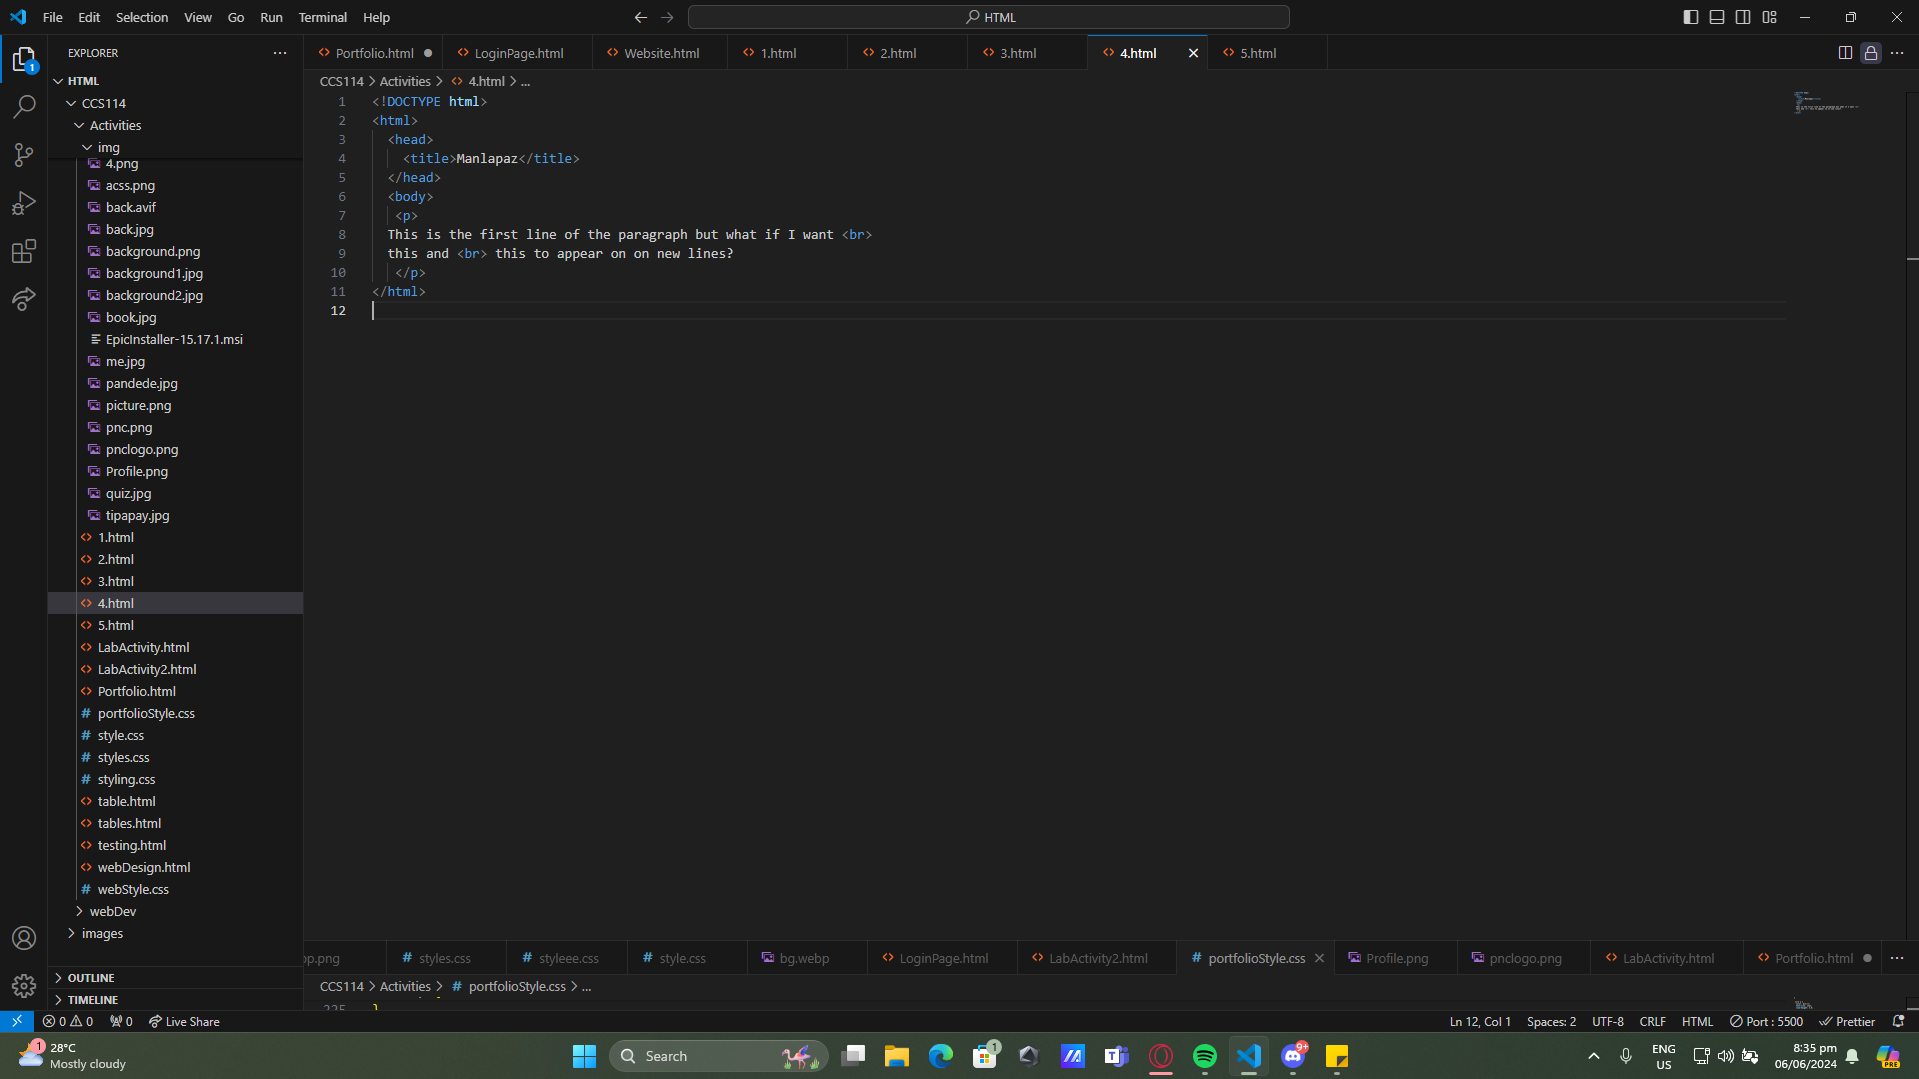 File Edit Selection View Go Run Terminal Help
HTML
EXPLORER
Portfolio.html
LoginPage.html
Website.html
1.html
2.html
3.html
4.html
5.html
HTML
CCS114
Activities
img
4.png
acss.png
back.avif
back.jpg
background.png
background1.jpg
background2.jpg
book.jpg
EpicInstaller-15.17.1.msi
me.jpg
pandede.jpg
picture.png
pnc.png
pnclogo.png
Profile.png
quiz.jpg
tipapay.jpg
1.html
2.html
3.html
4.html
5.html
LabActivity.html
LabActivity2.html
Portfolio.html
portfolioStyle.css
style.css
styles.css
styling.css
table.html
tables.html
testing.html
webDesign.html
webStyle.css
webDev
images
OUTLINE
TIMELINE
CCS114 > Activities > 4.html > ...
1 <!DOCTYPE html>
2 <html>
3 <head>
4 <title>Manlapaz</title>
5 </head>
6 <body>
7 <p>
8 This is the first line of the paragraph but what if I want <br>
9 this and <br> this to appear on on new lines?
10 </p>
11 </html>
12
op.png
styles.css
styleee.css
style.css
bg.webp
LoginPage.html
LabActivity2.html
portfolioStyle.css
Profile.png
pnclogo.png
LabActivity.html
Portfolio.html
CCS114 > Activities > # portfolioStyle.css > ...
225 }
0 0 0 Live Share
Ln 12, Col 1 Spaces: 2 UTF-8 CRLF HTML Port : 5500 Prettier
28°C
Mostly cloudy
Search
ENG
US
8:35 pm
06/06/2024